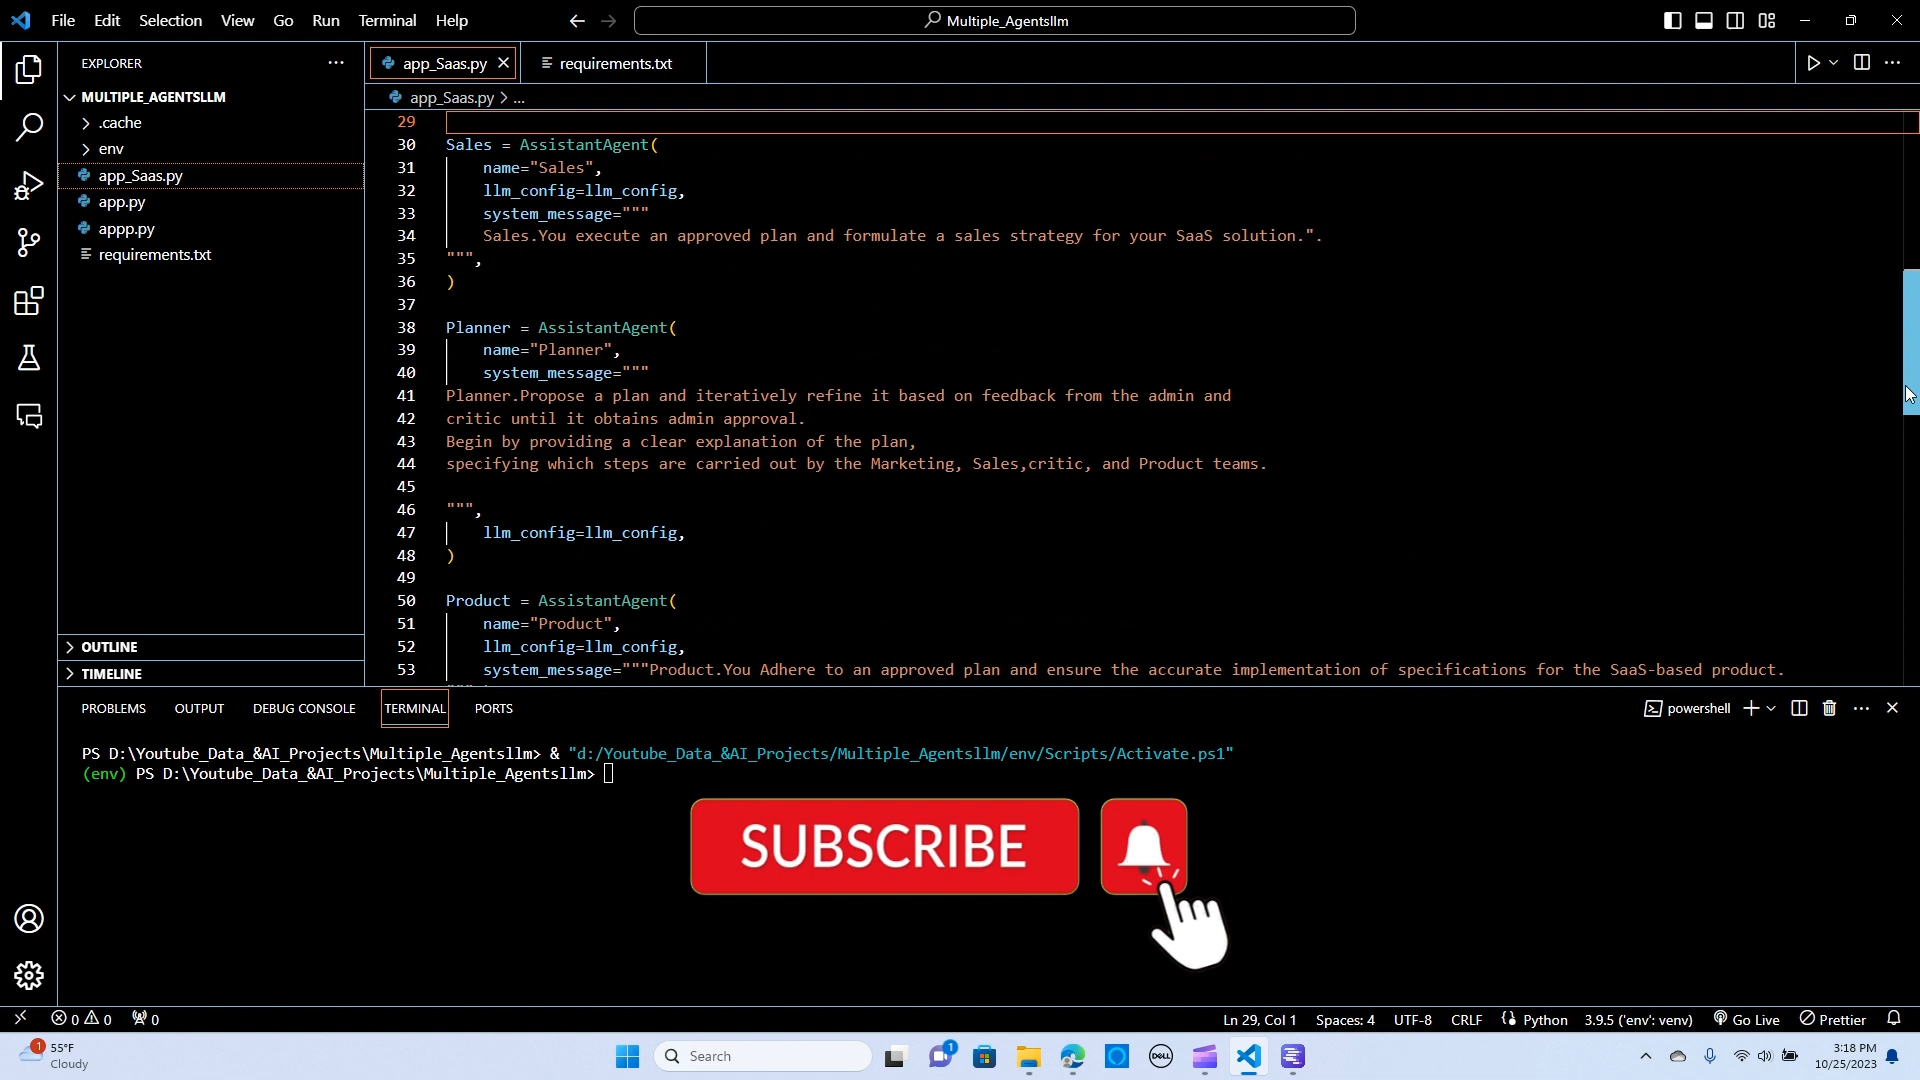 File Edit Selection View Go Run Terminal Help
Multiple_Agentsllm
EXPLORER
MULTIPLE_AGENTSLLM
.cache
env
app_Saas.py
app.py
appp.py
requirements.txt
OUTLINE
TIMELINE
app_Saas.py
requirements.txt
app_Saas.py > ...
29
30 Sales = AssistantAgent(
31 name="Sales",
32 llm_config=llm_config,
33 system_message="""
34 Sales.You execute an approved plan and formulate a sales strategy for your SaaS solution.".
35 """,
36 )
37
38 Planner = AssistantAgent(
39 name="Planner",
40 system_message="""
41 Planner.Propose a plan and iteratively refine it based on feedback from the admin and
42 critic until it obtains admin approval.
43 Begin by providing a clear explanation of the plan,
44 specifying which steps are carried out by the Marketing, Sales,critic, and Product teams.
45
46 """,
47 llm_config=llm_config,
48 )
49
50 Product = AssistantAgent(
51 name="Product",
52 llm_config=llm_config,
53 system_message="""Product.You Adhere to an approved plan and ensure the accurate implementation of specifications for the SaaS-based product.
PROBLEMS OUTPUT DEBUG CONSOLE TERMINAL PORTS
powershell
PS D:\Youtube_Data_&AI_Projects\Multiple_Agentsllm> & "d:/Youtube_Data_&AI_Projects/Multiple_Agentsllm/env/Scripts/Activate.ps1"
(env) PS D:\Youtube_Data_&AI_Projects\Multiple_Agentsllm>
SUBSCRIBE
0 0 0
Ln 29, Col 1 Spaces: 4 UTF-8 CRLF Python 3.9.5 ('env': venv) Go Live Prettier
1
55°F
Cloudy
Search
1
DELL
3:18 PM
10/25/2023